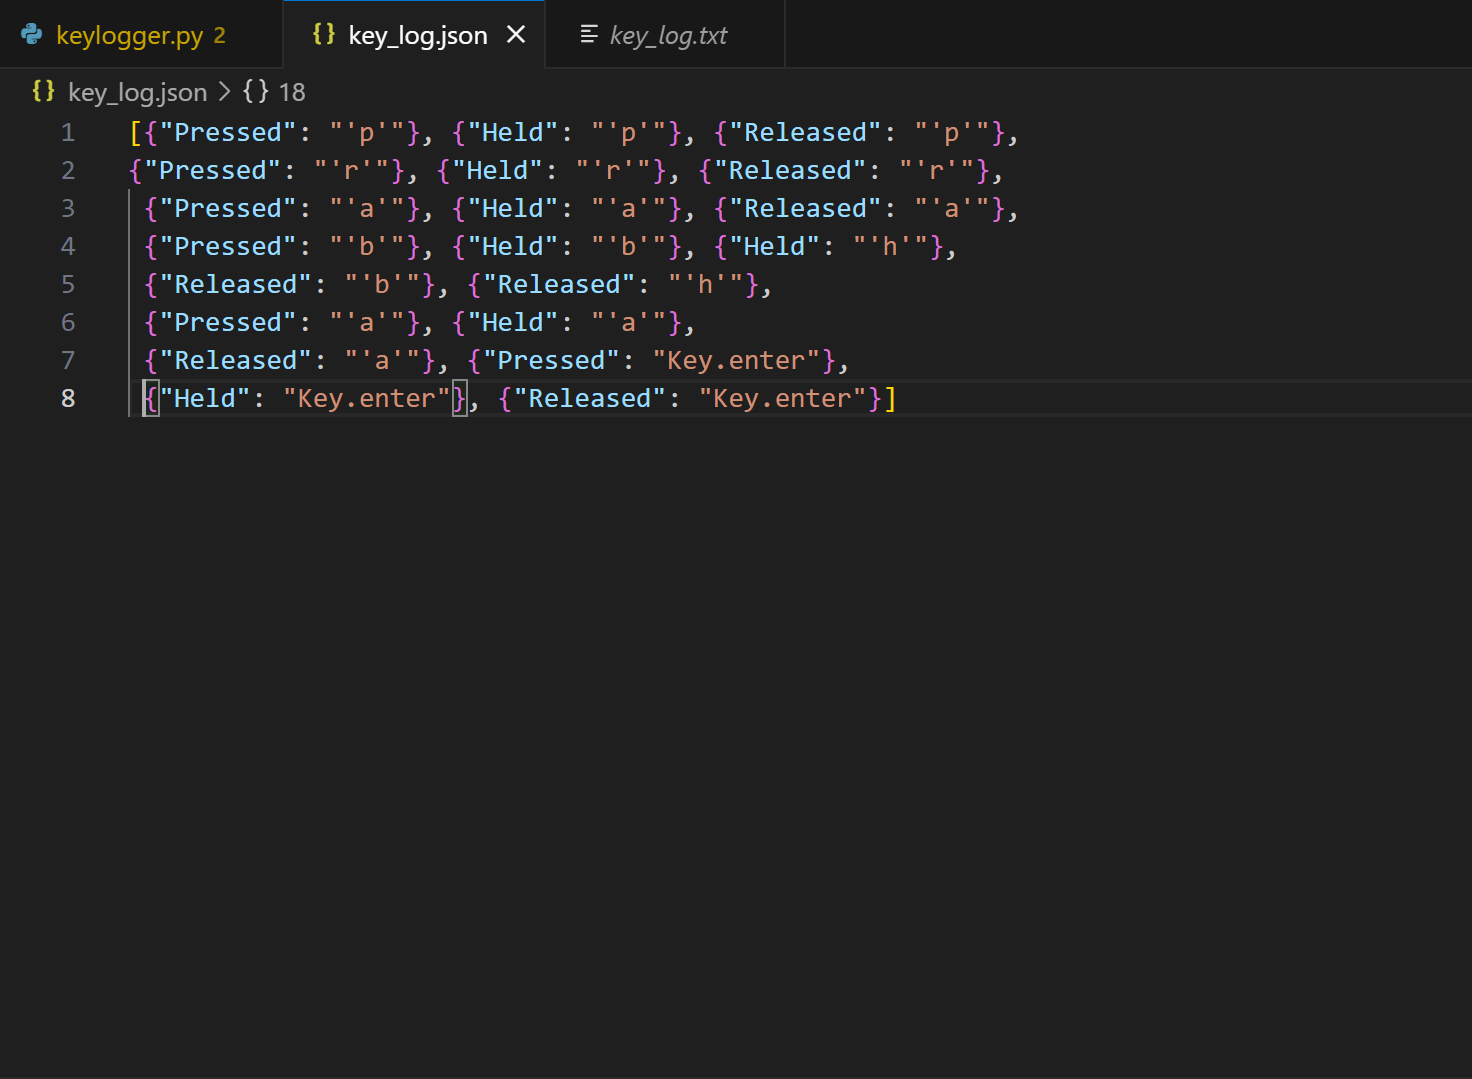 keylogger.py 2 {} key_log.json × key_log.txt
{} key_log.json > {} 18
1 [{"Pressed": "'p'"}, {"Held": "'p'"}, {"Released": "'p'"},
2 {"Pressed": "'r'"}, {"Held": "'r'"}, {"Released": "'r'"},
3 {"Pressed": "'a'"}, {"Held": "'a'"}, {"Released": "'a'"},
4 {"Pressed": "'b'"}, {"Held": "'b'"}, {"Held": "'h'"},
5 {"Released": "'b'"}, {"Released": "'h'"},
6 {"Pressed": "'a'"}, {"Held": "'a'"},
7 {"Released": "'a'"}, {"Pressed": "Key.enter"},
8 {"Held": "Key.enter"}, {"Released": "Key.enter"}]